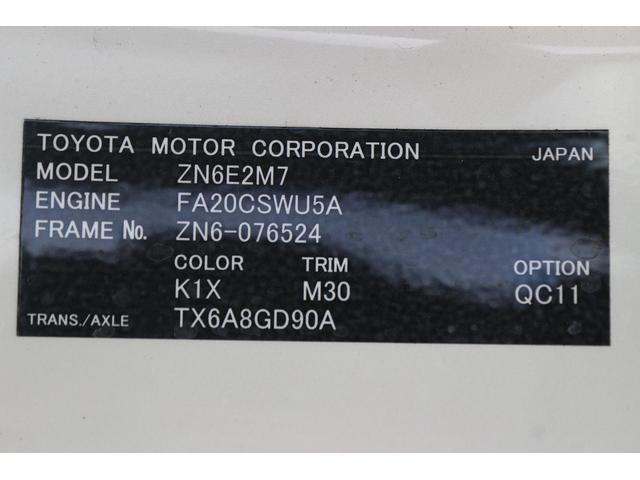 TOYOTA MOTOR CORPORATION JAPAN
MODEL ZN6E2M7
ENGINE FA20CSWU5A
FRAME No. ZN6-076524
COLOR TRIM OPTION
K1X M30 QC11
TRANS./AXLE TX6A8GD90A